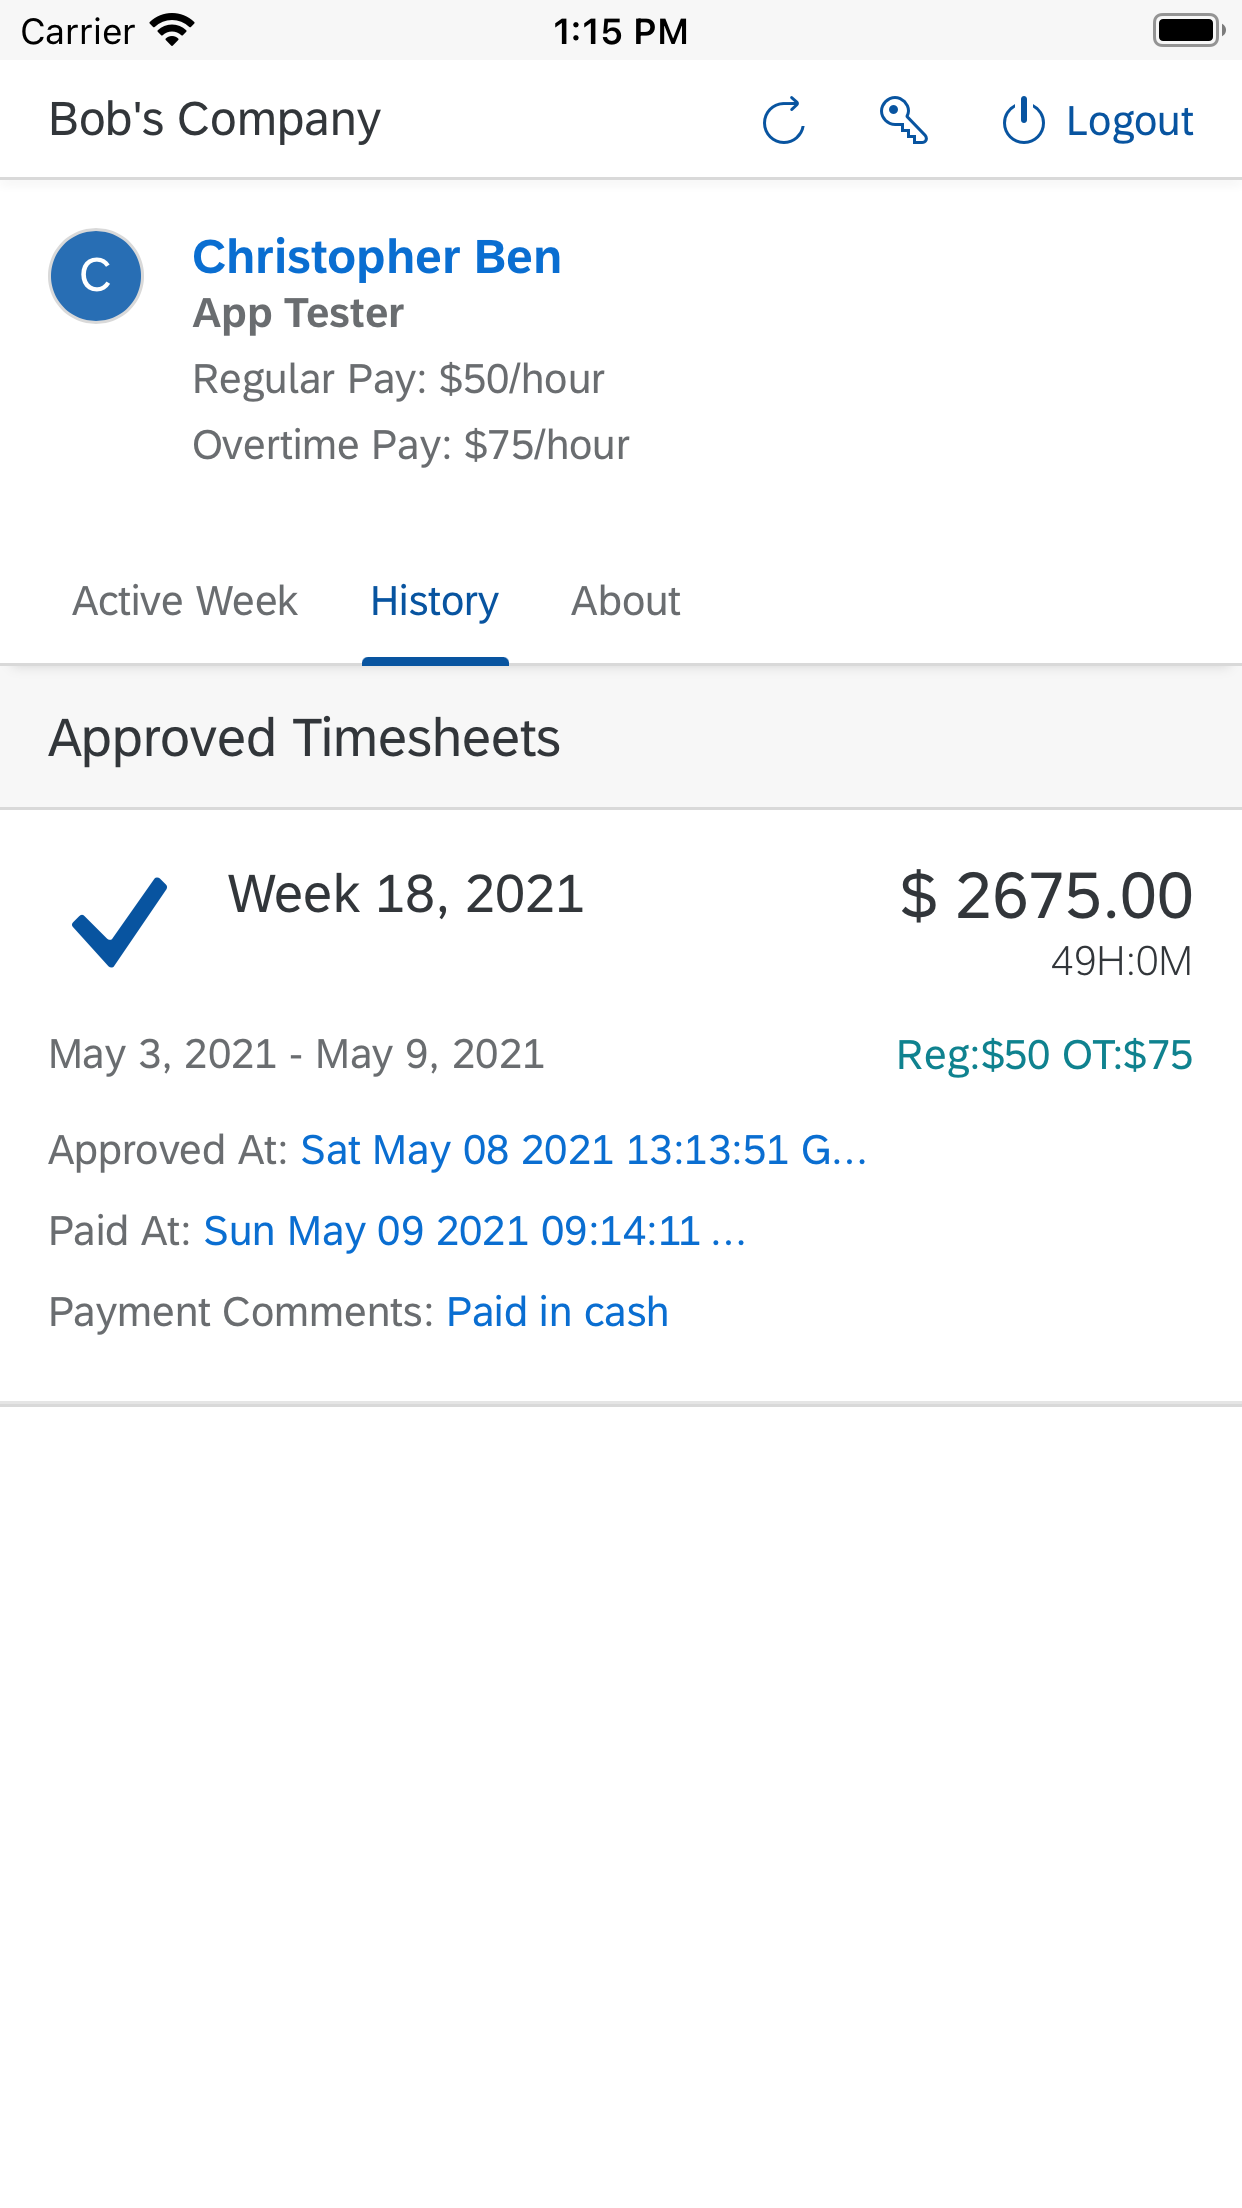 Carrier 1:15 PM
Bob's Company Logout
C
Christopher Ben
App Tester
Regular Pay: $50/hour
Overtime Pay: $75/hour
Active Week History About
Approved Timesheets
Week 18, 2021 $ 2675.00
49H:0M
May 3, 2021 - May 9, 2021 Reg:$50 OT:$75
Approved At: Sat May 08 2021 13:13:51 G...
Paid At: Sun May 09 2021 09:14:11 ...
Payment Comments: Paid in cash